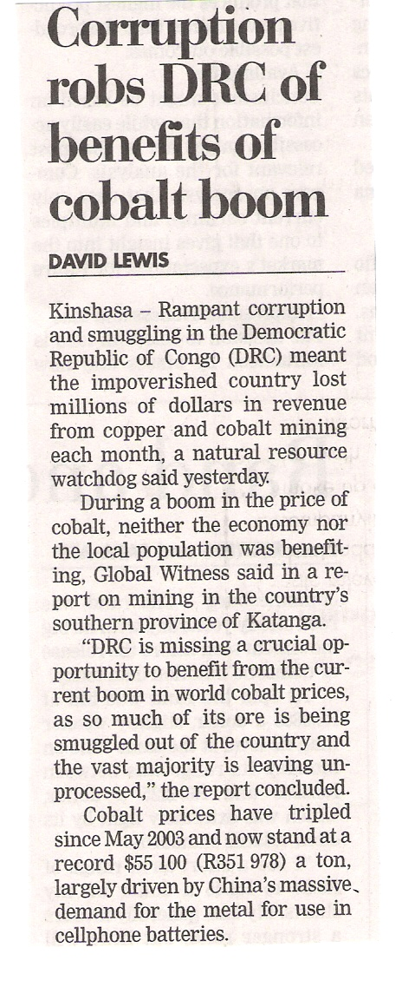 Corruption
robs DRC of
benefits of
cobalt boom
DAVID LEWIS
Kinshasa – Rampant corruption
and smuggling in the Democratic
Republic of Congo (DRC) meant
the impoverished country lost
millions of dollars in revenue
from copper and cobalt mining
each month, a natural resource
watchdog said yesterday.
During a boom in the price of
cobalt, neither the economy nor
the local population was benefit-
ing, Global Witness said in a re-
port on mining in the country's
southern province of Katanga.
“DRC is missing a crucial op-
portunity to benefit from the cur-
rent boom in world cobalt prices,
as so much of its ore is being
smuggled out of the country and
the vast majority is leaving un-
processed,” the report concluded.
Cobalt prices have tripled
since May 2003 and now stand at a
record $55 100 (R351 978) a ton,
largely driven by China's massive
demand for the metal for use in
cellphone batteries.